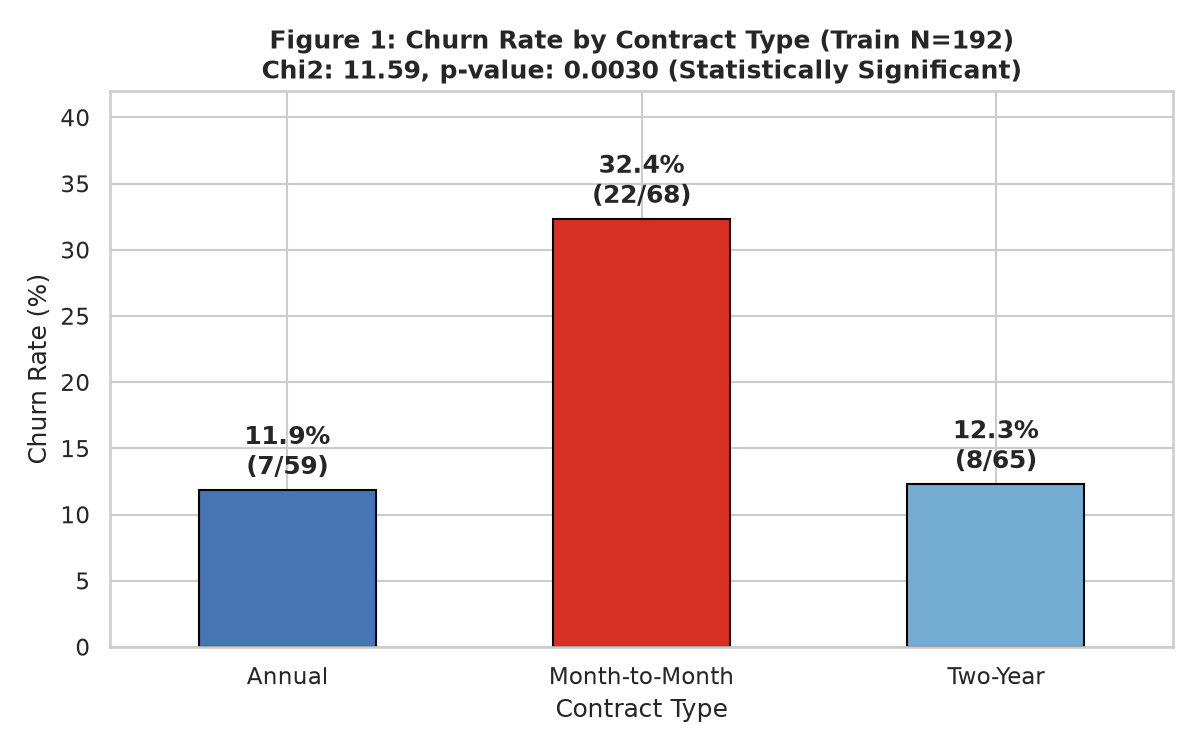 Figure 1: Churn Rate by Contract Type (Train N=192)
Chi2: 11.59, p-value: 0.0030 (Statistically Significant)
Churn Rate (%)
40
35
30
25
20
15
10
5
0
11.9%
(7/59)
32.4%
(22/68)
12.3%
(8/65)
Annual
Month-to-Month
Two-Year
Contract Type